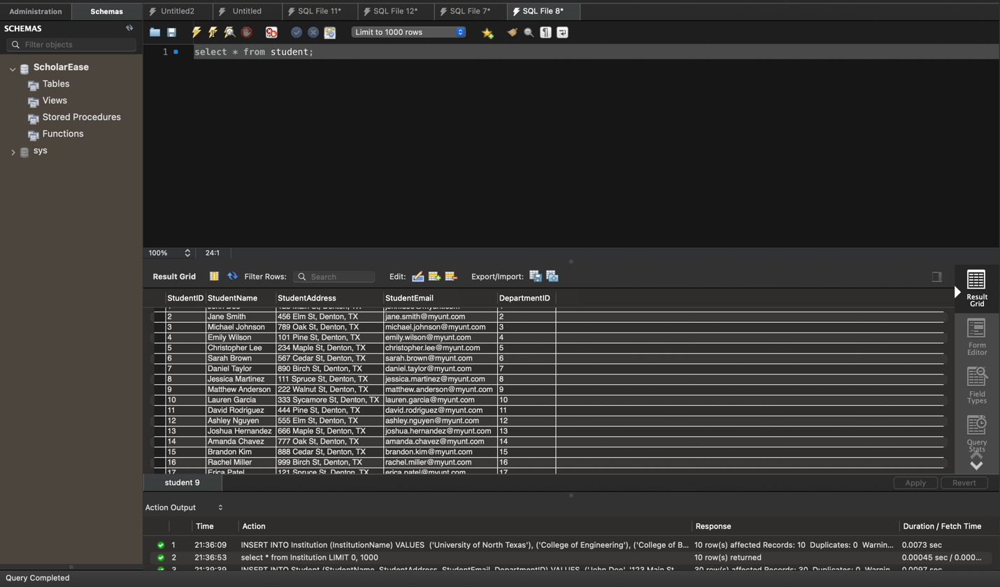 Administration Schemas Untitled2 Untitled SQL File 11* SQL File 12* SQL File 7* SQL File 8*
SCHEMAS
Limit to 1000 rows
Filter objects
1 select * from student;
ScholarEase
Tables
Views
Stored Procedures
Functions
sys
100% 24:1
Result Grid Filter Rows: Search Edit: Export/Import:
StudentID StudentName StudentAddress StudentEmail DepartmentID
1 John Doe 123 Main St, Denton, TX 1
2 Jane Smith 456 Elm St, Denton, TX jane.smith@myunt.com 2
3 Michael Johnson 789 Oak St, Denton, TX michael.johnson@myunt.com 3
4 Emily Wilson 101 Pine St, Denton, TX emily.wilson@myunt.com 4
5 Christopher Lee 234 Maple St, Denton, TX christopher.lee@myunt.com 5
6 Sarah Brown 567 Cedar St, Denton, TX sarah.brown@myunt.com 6
7 Daniel Taylor 890 Birch St, Denton, TX daniel.taylor@myunt.com 7
8 Jessica Martinez 111 Spruce St, Denton, TX jessica.martinez@myunt.com 8
9 Matthew Anderson 222 Walnut St, Denton, TX matthew.anderson@myunt.com 9
10 Lauren Garcia 333 Sycamore St, Denton, TX lauren.garcia@myunt.com 10
11 David Rodriguez 444 Pine St, Denton, TX david.rodriguez@myunt.com 11
12 Ashley Nguyen 555 Elm St, Denton, TX ashley.nguyen@myunt.com 12
13 Joshua Hernandez 666 Maple St, Denton, TX joshua.hernandez@myunt.com 13
14 Amanda Chavez 777 Oak St, Denton, TX amanda.chavez@myunt.com 14
15 Brandon Kim 888 Cedar St, Denton, TX brandon.kim@myunt.com 15
16 Rachel Miller 999 Birch St, Denton, TX rachel.miller@myunt.com 16
17 Erica Patel 121 Spruce St, Denton, TX erica.patel@myunt.com 17
Result
Grid
Form
Editor
Field
Types
Query
Stats
student 9 Apply Revert
Action Output
Time Action Response Duration / Fetch Time
1 21:36:09 INSERT INTO Institution (InstitutionName) VALUES ('University of North Texas'), ('College of Engineering'), ('College of B... 10 row(s) affected Records: 10 Duplicates: 0 Warnin... 0.0073 sec
2 21:36:53 select * from Institution LIMIT 0, 1000 10 row(s) returned 0.00045 sec / 0.000...
3 21:39:39 INSERT INTO Student (StudentName, StudentAddress, StudentEmail, DepartmentID) VALUES ('John Doe', '123 Main St, 30 row(s) affected Records: 30 Duplicates: 0 Warnin 0.0097 sec
Query Completed